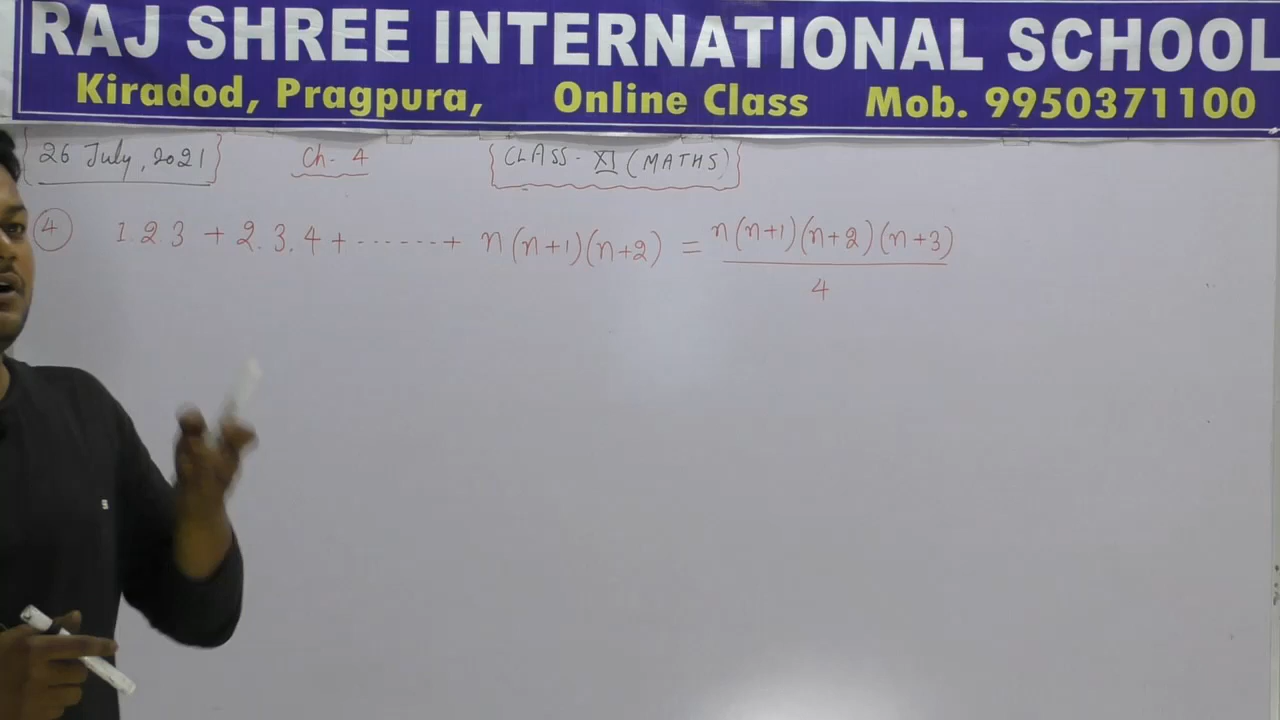 RAJ SHREE INTERNATIONAL SCHOOL
Kiradod, Pragpura, Online Class Mob. 9950371100
26 July, 2021 Ch- 4 CLASS- XI (MATHS)
4 1.2.3 + 2.3.4 + ...... + n(n+1)(n+2) = n(n+1)(n+2)(n+3)
4